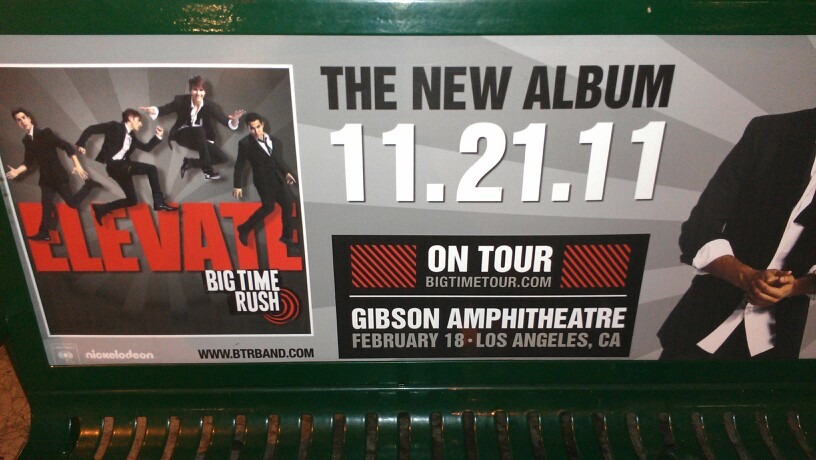 THE NEW ALBUM
11.21.11
ELEVATE
BIG TIME
RUSH
ON TOUR
BIGTIMETOUR.COM
GIBSON AMPHITHEATRE
FEBRUARY 18 · LOS ANGELES, CA
nickelodeon
WWW.BTRBAND.COM